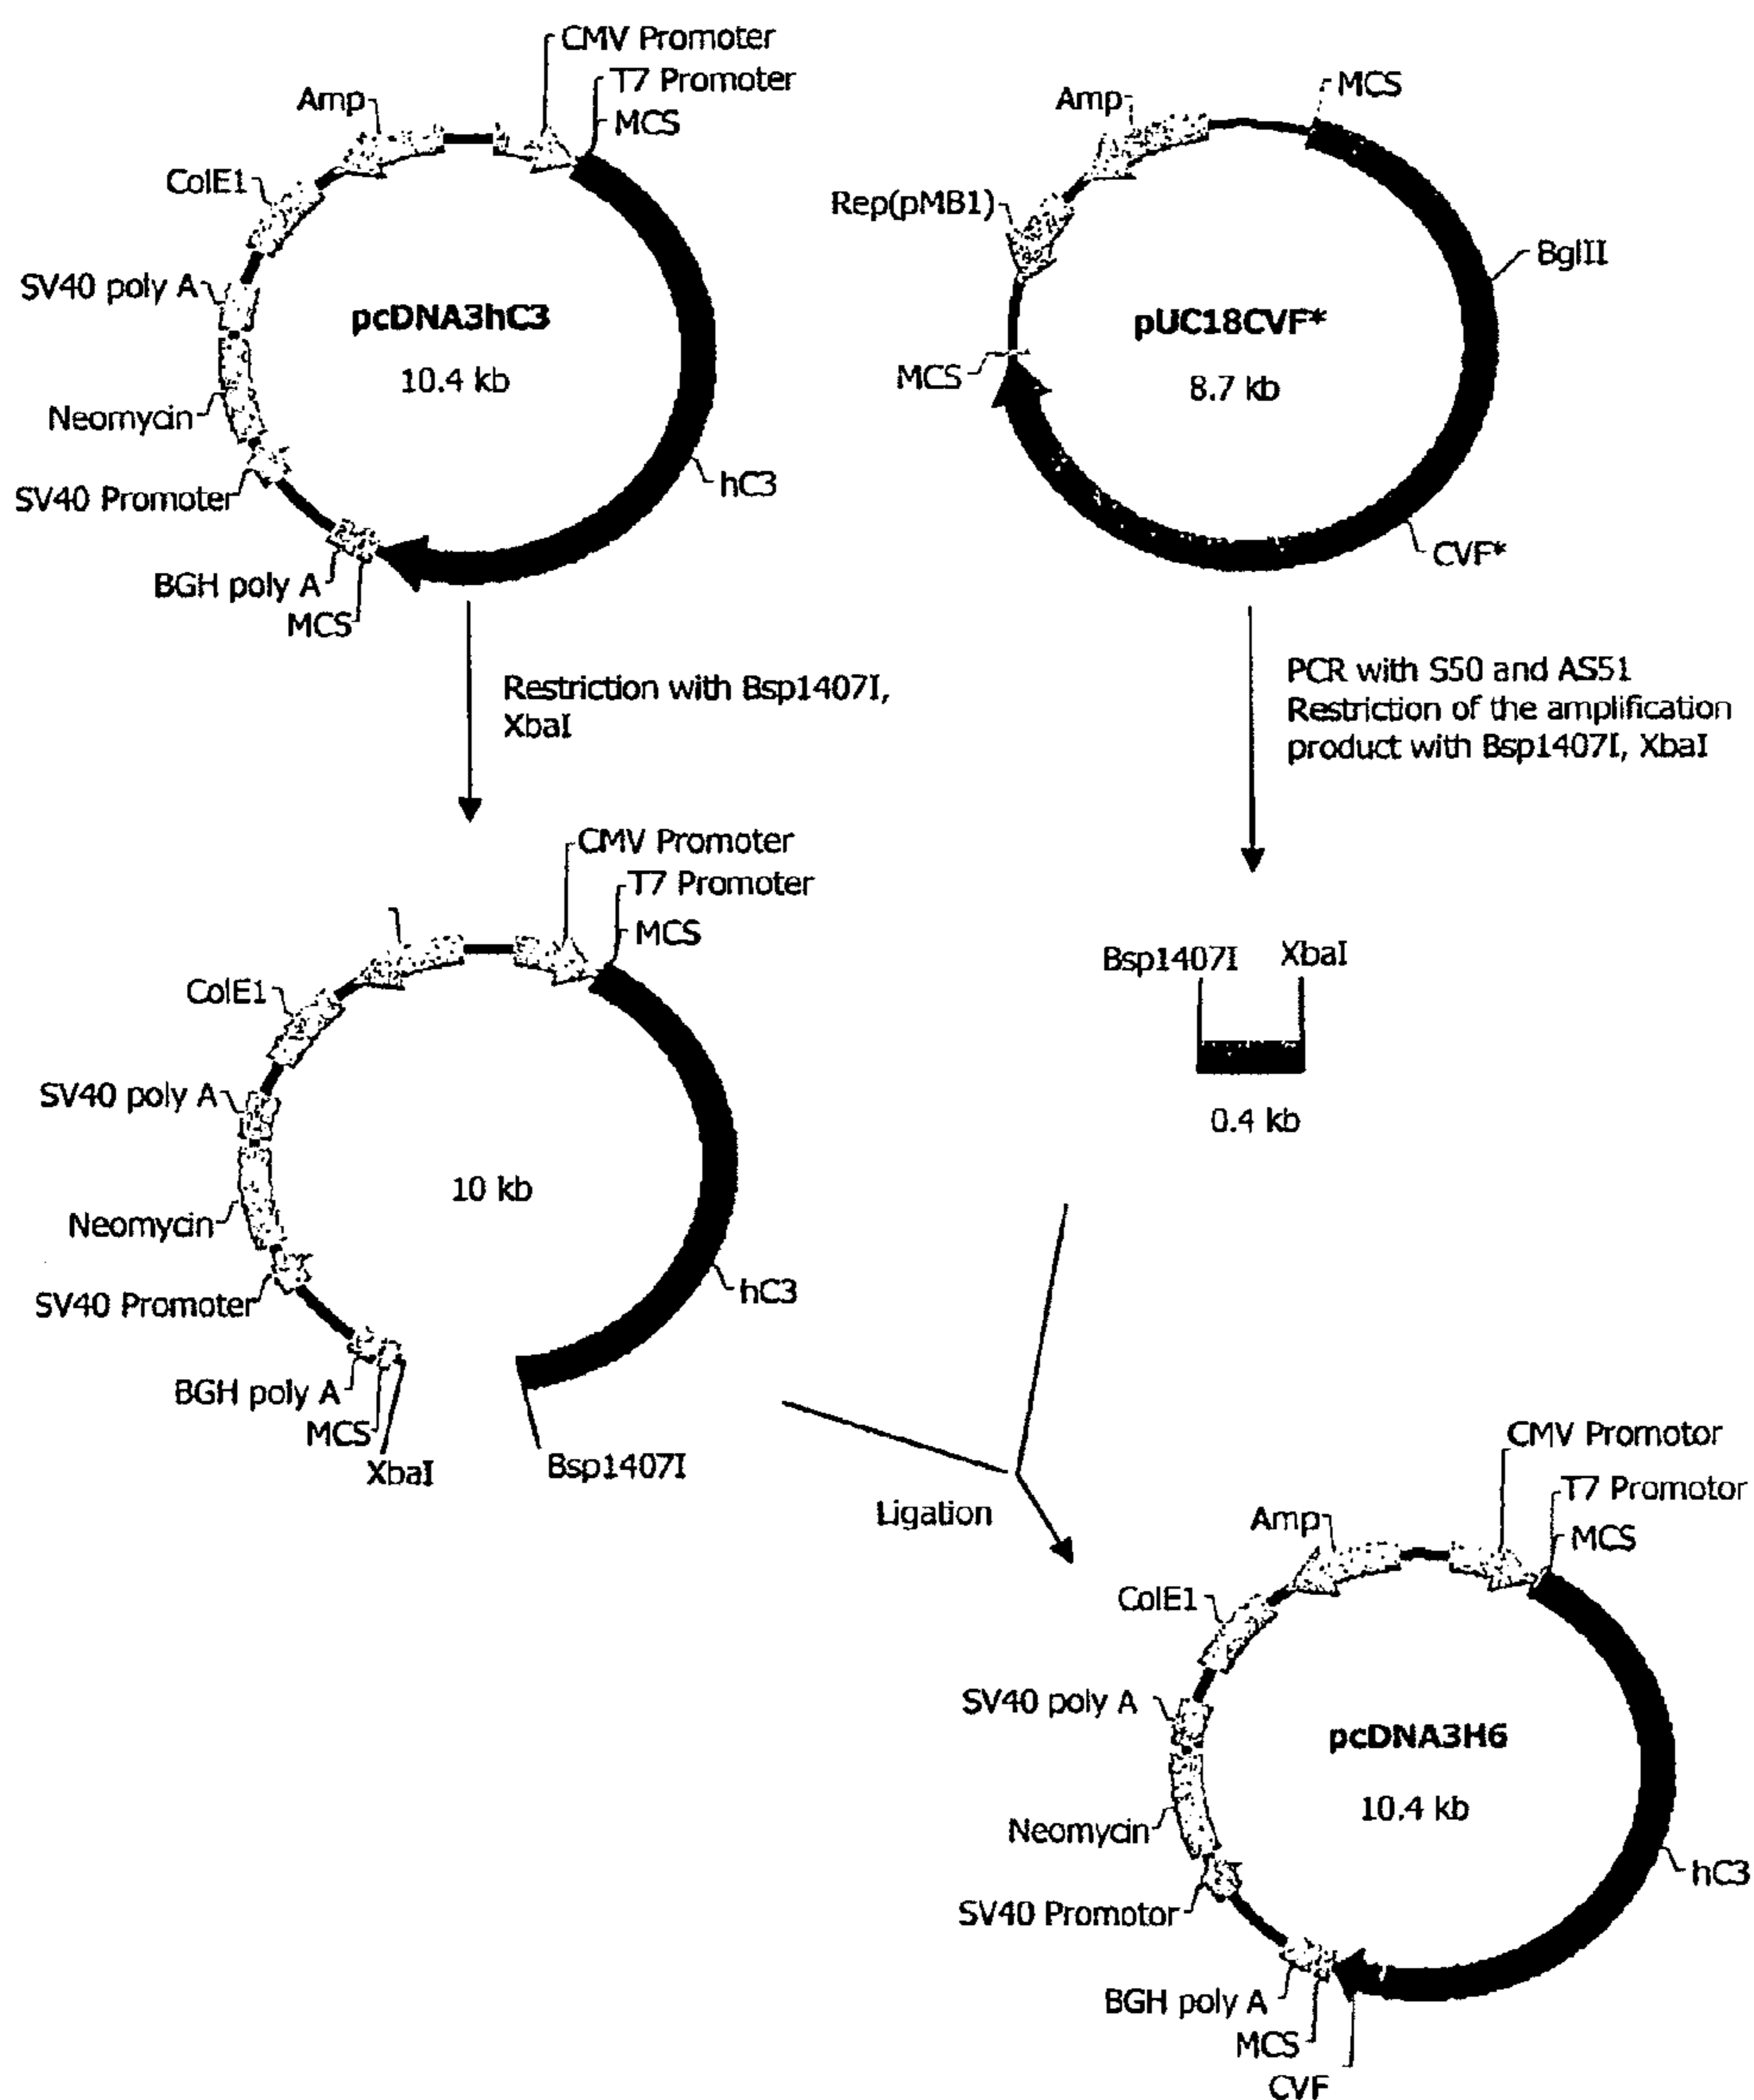 CMV Promoter
T7 Promoter
MCS
Amp
ColE1
SV40 poly A
pcDNA3hC3
10.4 kb
Neomycin
SV40 Promoter
hC3
BGH poly A
MCS
MCS
Amp
Rep(pMB1)
BglII
pUC18CVF*
8.7 kb
MCS
CVF*
Restriction with Bsp1407I,
XbaI
PCR with S50 and AS51
Restriction of the amplification
product with Bsp1407I, XbaI
CMV Promoter
T7 Promoter
MCS
ColE1
SV40 poly A
10 kb
Neomycin
SV40 Promoter
hC3
BGH poly A
MCS
XbaI
Bsp1407I
Bsp1407I XbaI
0.4 kb
Ligation
CMV Promotor
T7 Promotor
MCS
Amp
ColE1
SV40 poly A
pcDNA3H6
10.4 kb
Neomycin
hC3
SV40 Promotor
BGH poly A
MCS
CVF